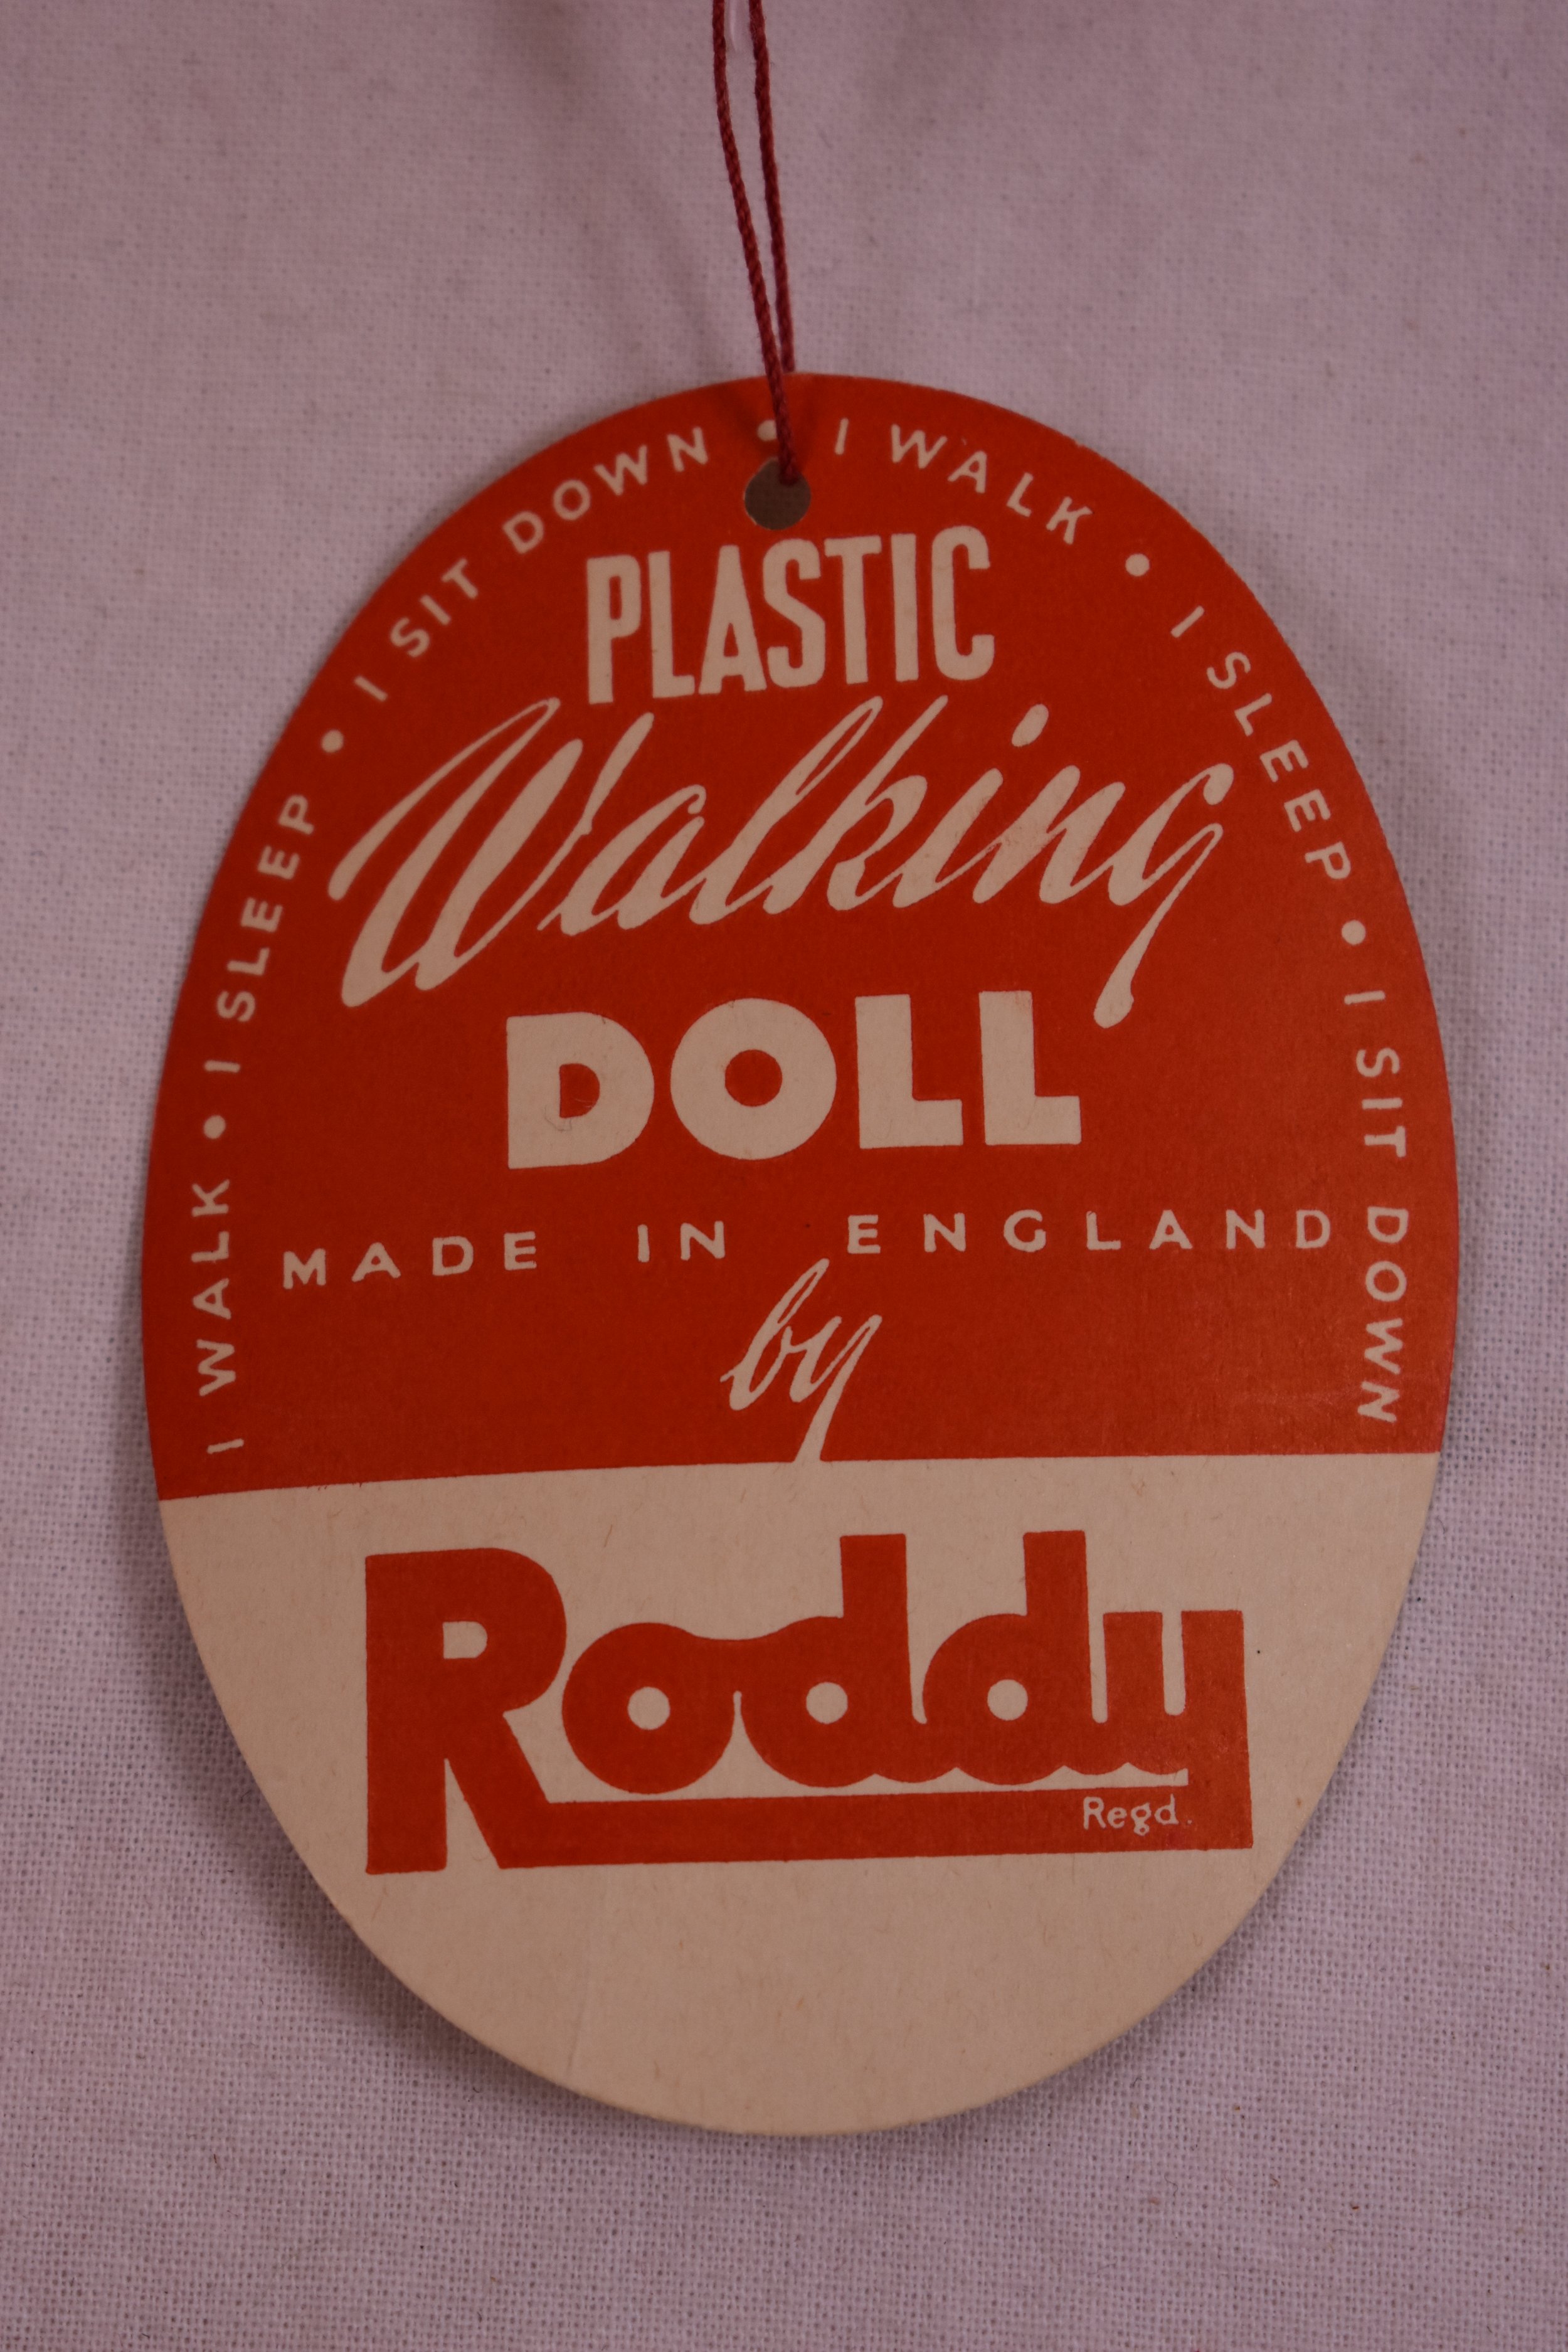 I WALK • I SLEEP • I SIT DOWN • I WALK • I SLEEP • I SIT DOWN
PLASTIC
Walking
DOLL
MADE IN ENGLAND
by
Roddy
Regd.